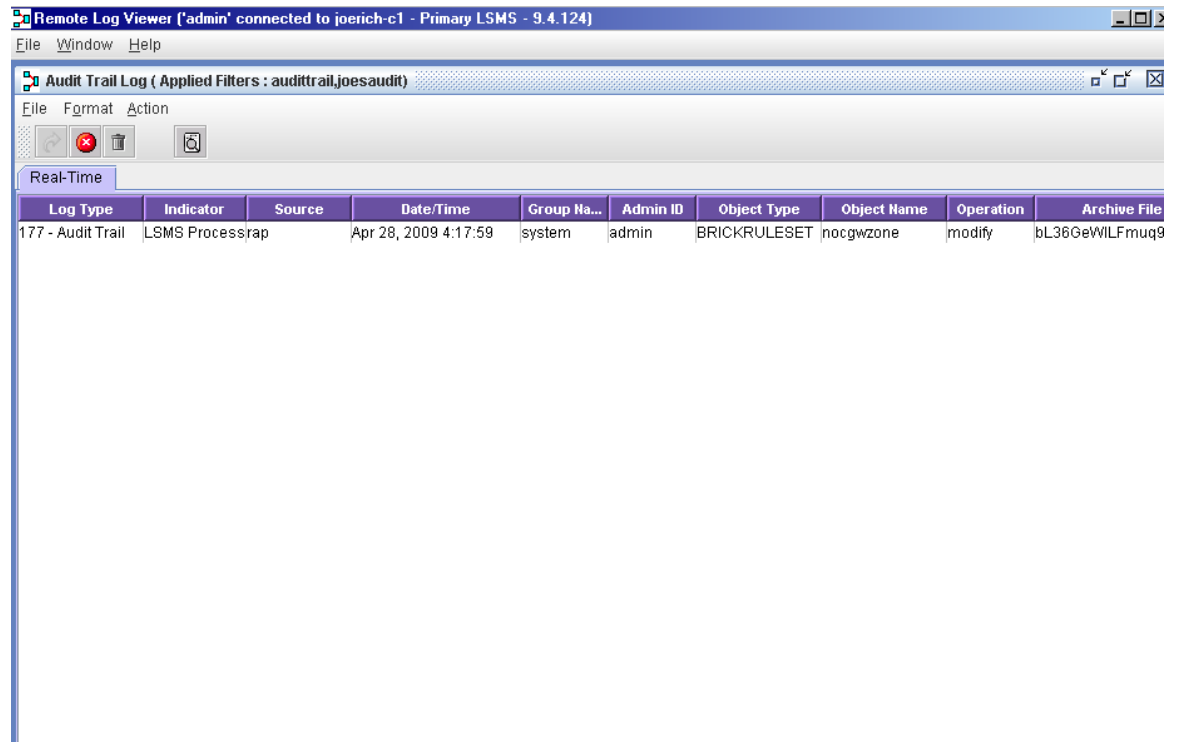 Remote Log Viewer ('admin' connected to joerich-c1 - Primary LSMS - 9.4.124)
File Window Help
Audit Trail Log ( Applied Filters : audittrail,joesaudit)
File Format Action
Real-Time
Log Type Indicator Source Date/Time Group Na... Admin ID Object Type Object Name Operation Archive File
177 - Audit Trail LSMS Process rap Apr 28, 2009 4:17:59 system admin BRICKRULESET nocgwzone modify bL36GeWILFmuq9